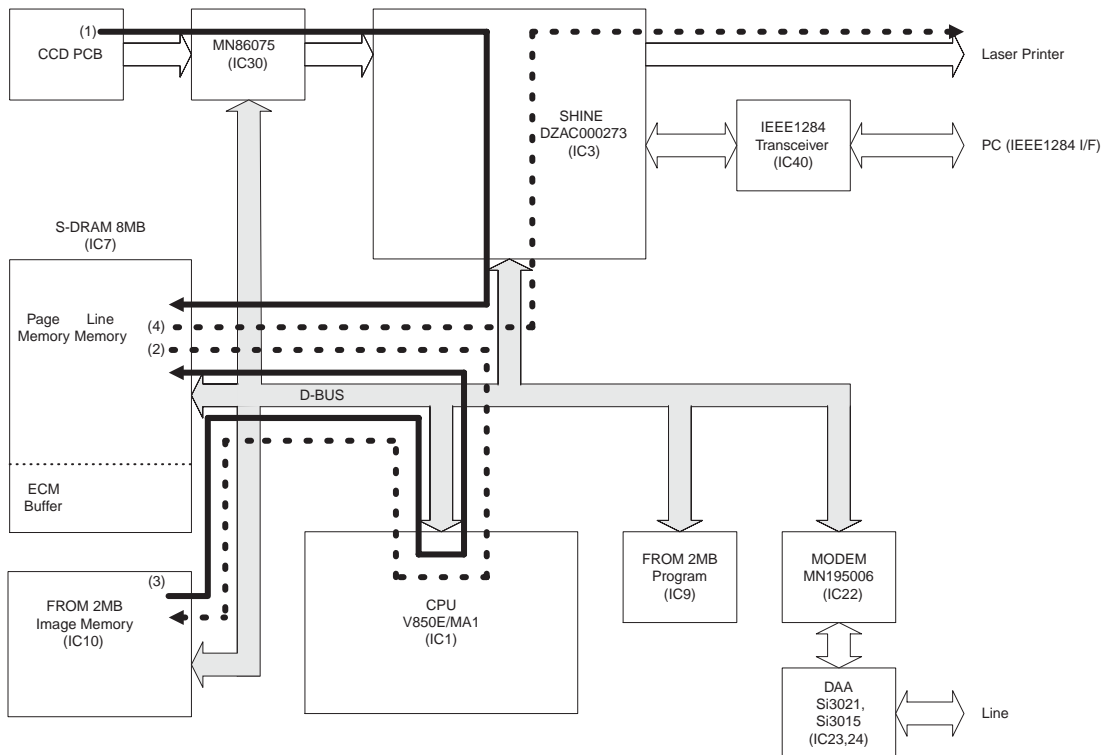 (1)
CCD PCB
MN86075
(IC30)
Laser Printer
SHINE
DZAC000273
(IC3)
IEEE1284
Transceiver
(IC40)
PC (IEEE1284 I/F)
S-DRAM 8MB
(IC7)
Page Line
Memory Memory
(4)
(2)
D-BUS
ECM
Buffer
(3)
FROM 2MB
Image Memory
(IC10)
CPU
V850E/MA1
(IC1)
FROM 2MB
Program
(IC9)
MODEM
MN195006
(IC22)
DAA
Si3021,
Si3015
(IC23,24)
Line